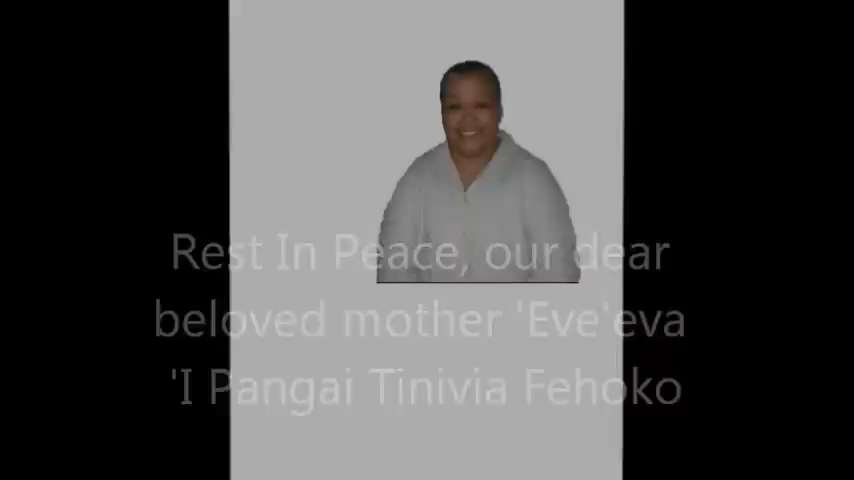 Rest In Peace, our dear
beloved mother 'Eve'eva
'I Pangai Tinivia Fehoko